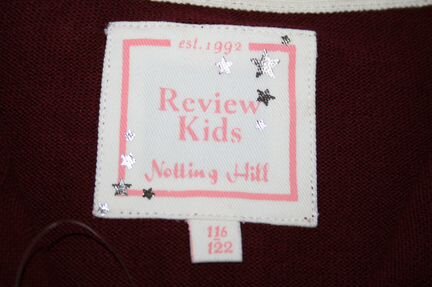 est. 1992
Review
Kids
Notting Hill
116
122